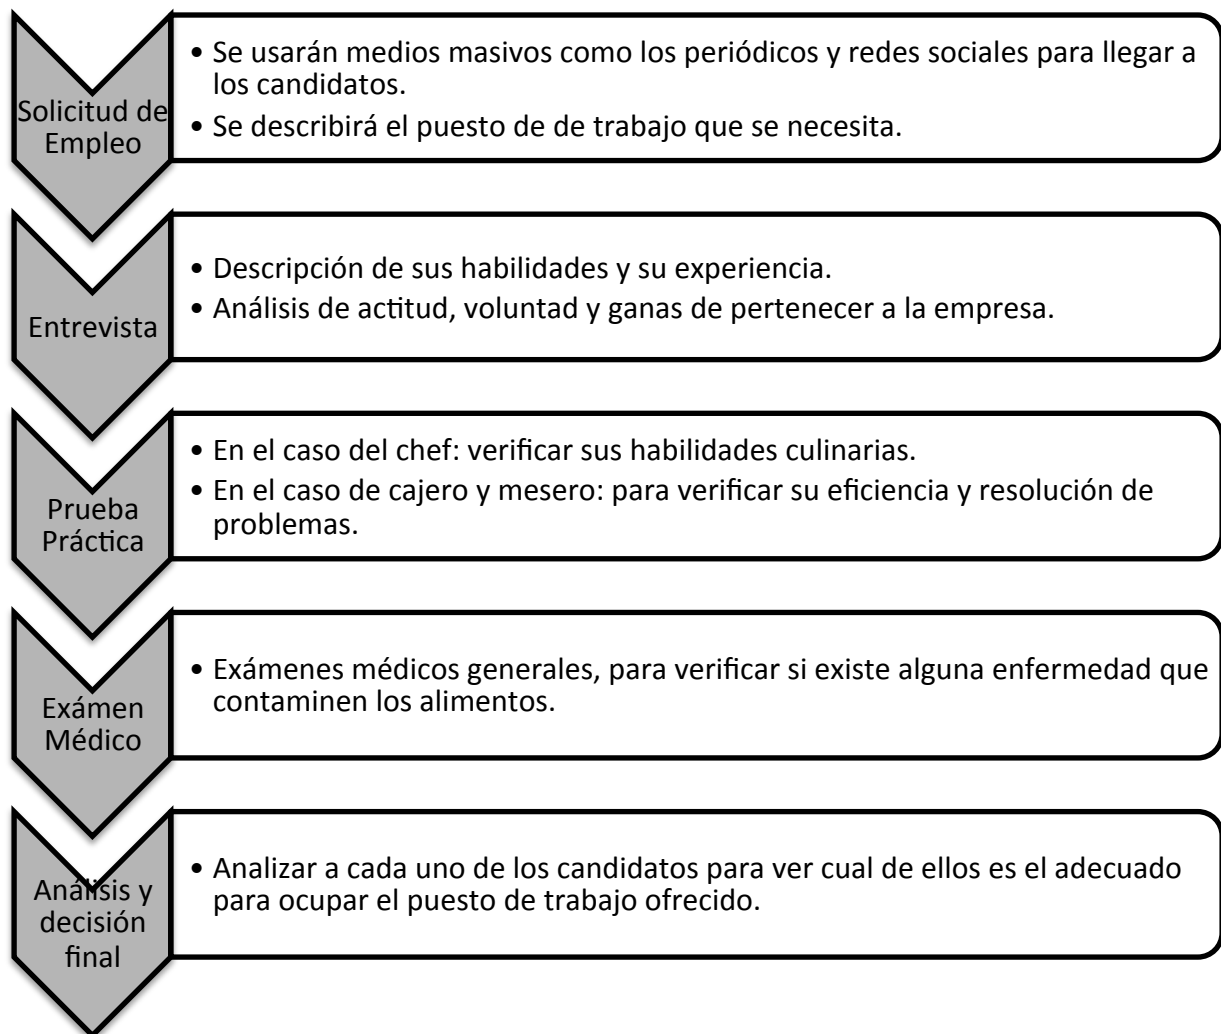 Solicitud de
Empleo
• Se usarán medios masivos como los periódicos y redes sociales para llegar a
los candidatos.
• Se describirá el puesto de de trabajo que se necesita.
Entrevista
• Descripción de sus habilidades y su experiencia.
• Análisis de actitud, voluntad y ganas de pertenecer a la empresa.
Prueba
Práctica
• En el caso del chef: verificar sus habilidades culinarias.
• En el caso de cajero y mesero: para verificar su eficiencia y resolución de
problemas.
Exámen
Médico
• Exámenes médicos generales, para verificar si existe alguna enfermedad que
contaminen los alimentos.
Análisis y
decisión
final
• Analizar a cada uno de los candidatos para ver cual de ellos es el adecuado
para ocupar el puesto de trabajo ofrecido.